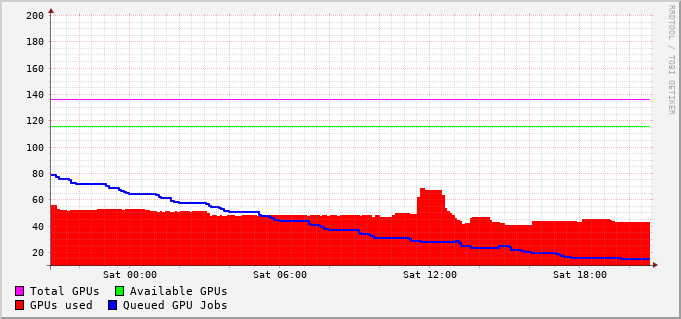 200
180
160
140
120
100
80
60
40
20
Sat 00:00 Sat 06:00 Sat 12:00 Sat 18:00
Total GPUs Available GPUs
GPUs used Queued GPU Jobs
RRDTOOL / TOBI OETIKER